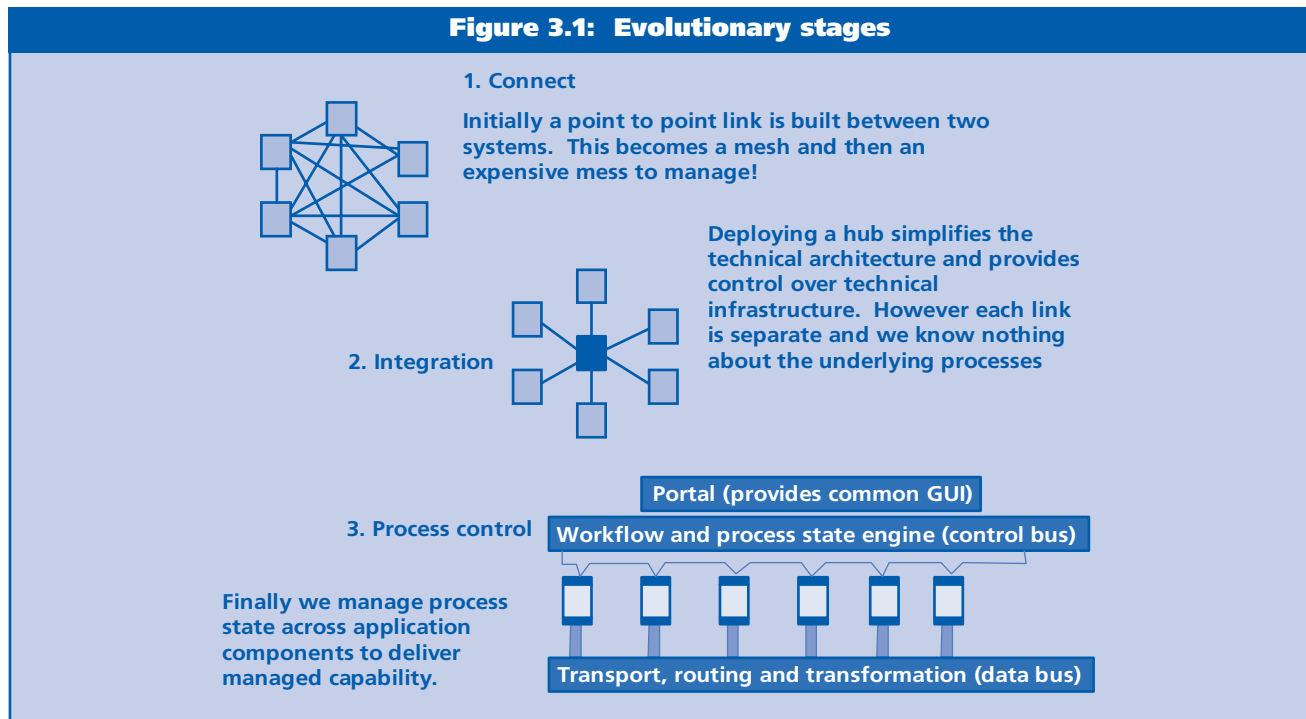 Figure 3.1: Evolutionary stages
1. Connect
Initially a point to point link is built between two
systems. This becomes a mesh and then an
expensive mess to manage!
Deploying a hub simplifies the
technical architecture and provides
control over technical
infrastructure. However each link
is separate and we know nothing
about the underlying processes
2. Integration
Portal (provides common GUI)
3. Process control
Workflow and process state engine (control bus)
Finally we manage process
state across application
components to deliver
managed capability.
Transport, routing and transformation (data bus)